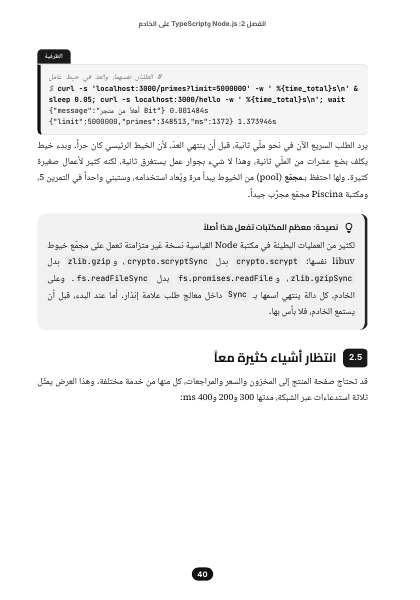 الفصل 2: Node.js وTypeScript على الخادم
الطرفية
# الطلبان نفسهما، والعدّ في خيط عامل
$ curl -s 'localhost:3000/primes?limit=5000000' -w ' %{time_total}s\n' &
sleep 0.05; curl -s localhost:3000/hello -w ' %{time_total}s\n'; wait
{"message":"أهلاً من متجر Bit"} 0.001484s
{"limit":5000000,"primes":348513,"ms":1372} 1.373946s
يرد الطلب السريع الآن في نحو ملّي ثانية، قبل أن ينتهي العدّ، لأن الخيط الرئيسي كان حراً. وبدء خيط
يكلف بضع عشرات من الملّي ثانية، وهذا لا شيء بجوار عمل يستغرق ثانية، لكنه كثير لأعمال صغيرة
كثيرة. ولها احتفظ بـمجمّع (pool) من الخيوط يبدأ مرة ويُعاد استخدامه، وستبني واحداً في التمرين 5،
ومكتبة Piscina مجمّع مجرَّب جيداً.
نصيحة: معظم المكتبات تفعل هذا أصلاً
لكثير من العمليات البطيئة في مكتبة Node القياسية نسخة غير متزامنة تعمل على مجمّع خيوط
libuv نفسها: crypto.scrypt بدل crypto.scryptSync، وzlib.gzip بدل
zlib.gzipSync، وfs.promises.readFile بدل fs.readFileSync. وعلى
الخادم، كل دالة ينتهي اسمها بـ Sync داخل معالج طلب علامة إنذار. أما عند البدء، قبل أن
يستمع الخادم، فلا بأس بها.
2.5 انتظار أشياء كثيرة معاً
قد تحتاج صفحة المنتج إلى المخزون والسعر والمراجعات، كل منها من خدمة مختلفة. وهذا العرض يمثّل
ثلاثة استدعاءات عبر الشبكة، مدتها 300 و200 و400 ms:
40